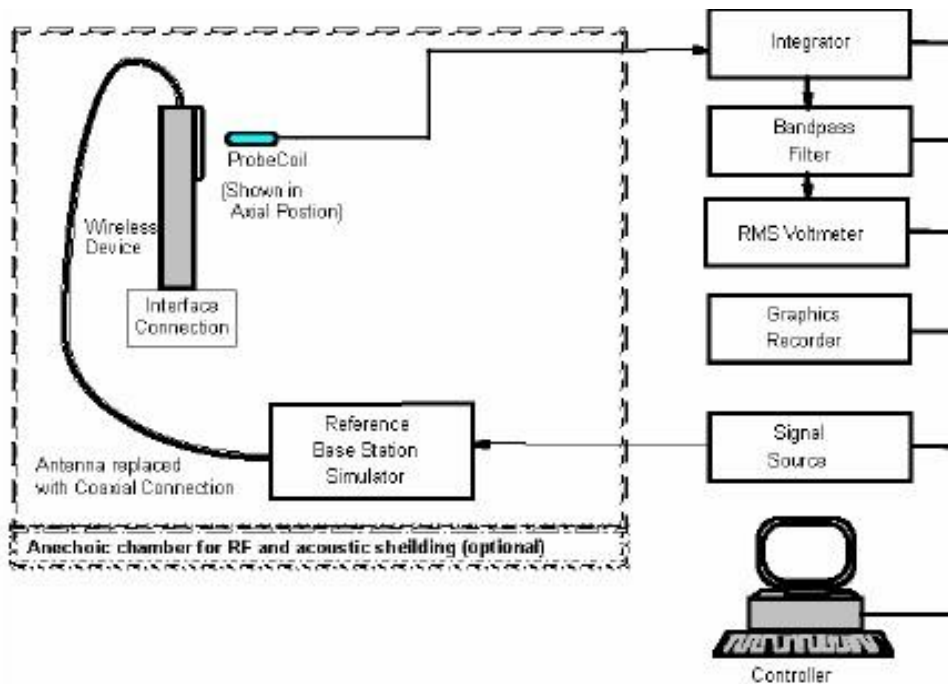 Integrator
Bandpass
Filter
RMS Voltmeter
Graphics
Recorder
Signal
Source
Controller
ProbeCoil
(Shown in
Axial Postion)
Wireless
Device
Interface
Connection
Reference
Base Station
Simulator
Antenna replaced
with Coaxial Connection
Anechoic chamber for RF and acoustic sheilding (optional)